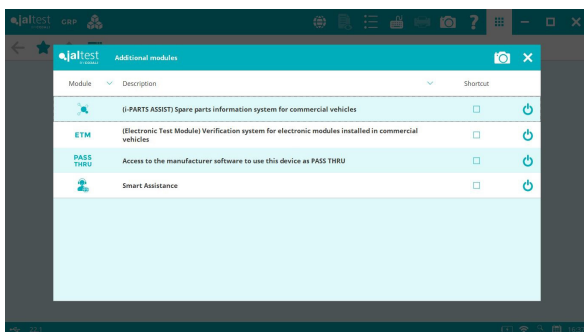 jaltest GRP
jaltest Additional modules
Module Description Shortcut
(i-PARTS ASSIST) Spare parts information system for commercial vehicles
ETM (Electronic Test Module) Verification system for electronic modules installed in commercial
vehicles
PASS
THRU Access to the manufacturer software to use this device as PASS THRU
Smart Assistance
22.1